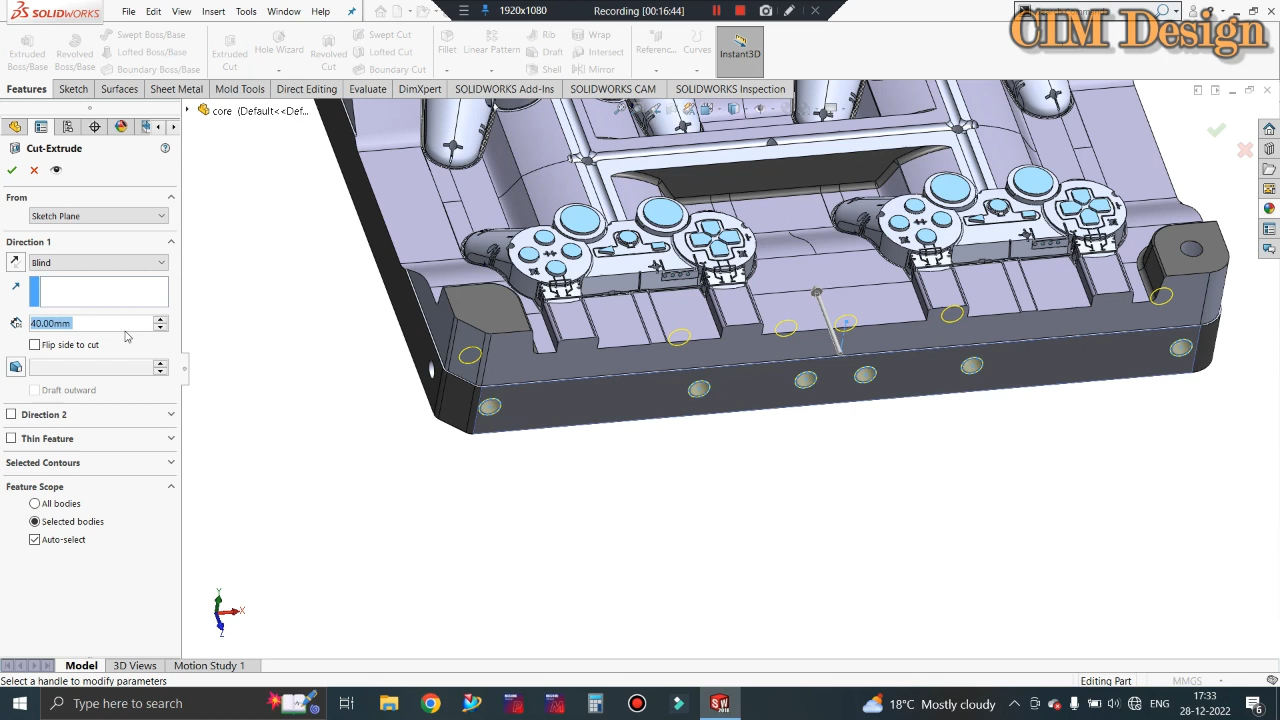 SOLIDWORKS
File Edit View Insert Tools Window Help
1920x1080 Recording [00:16:44]
CIM Design
Extruded Boss/Base
Revolved Boss/Base
Swept Boss/Base
Lofted Boss/Base
Boundary Boss/Base
Extruded Cut
Hole Wizard
Revolved Cut
Swept Cut
Lofted Cut
Boundary Cut
Fillet
Linear Pattern
Rib
Draft
Shell
Wrap
Intersect
Mirror
Referenc...
Curves
Instant3D
Features Sketch Surfaces Sheet Metal Mold Tools Direct Editing Evaluate DimXpert SOLIDWORKS Add-Ins SOLIDWORKS CAM SOLIDWORKS Inspection
core (Default<<Def...
Cut-Extrude
From
Sketch Plane
Direction 1
Blind
40.00mm
Flip side to cut
Draft outward
Direction 2
Thin Feature
Selected Contours
Feature Scope
All bodies
Selected bodies
Auto-select
Y
X
Z
Model 3D Views Motion Study 1
Select a handle to modify parameters
Editing Part
MMGS
Type here to search
SW
2018
18°C Mostly cloudy
17:33
28-12-2022
6